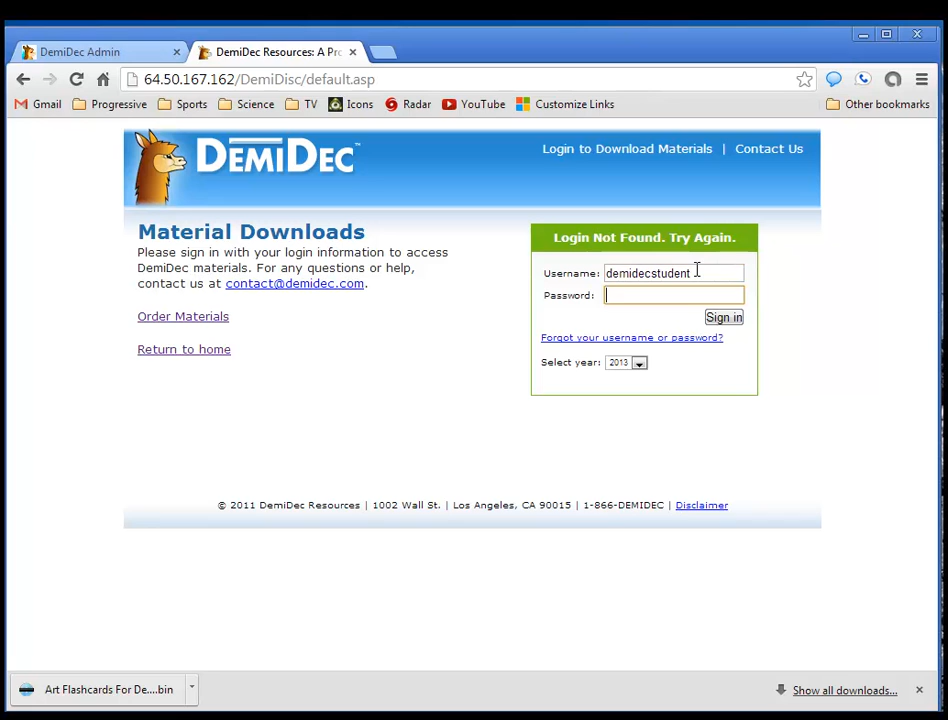 DemiDec Admin
DemiDec Resources: A Prc
64.50.167.162/DemiDisc/default.asp
Gmail Progressive Sports Science TV Icons Radar YouTube Customize Links Other bookmarks
DEMIDEC™
Login to Download Materials | Contact Us
Material Downloads
Please sign in with your login information to access
DemiDec materials. For any questions or help,
contact us at contact@demidec.com.
Order Materials
Return to home
Login Not Found. Try Again.
Username: demidecstudent
Password:
Sign in
Forgot your username or password?
Select year: 2013
© 2011 DemiDec Resources | 1002 Wall St. | Los Angeles, CA 90015 | 1-866-DEMIDEC | Disclaimer
Art Flashcards For De....bin
Show all downloads...